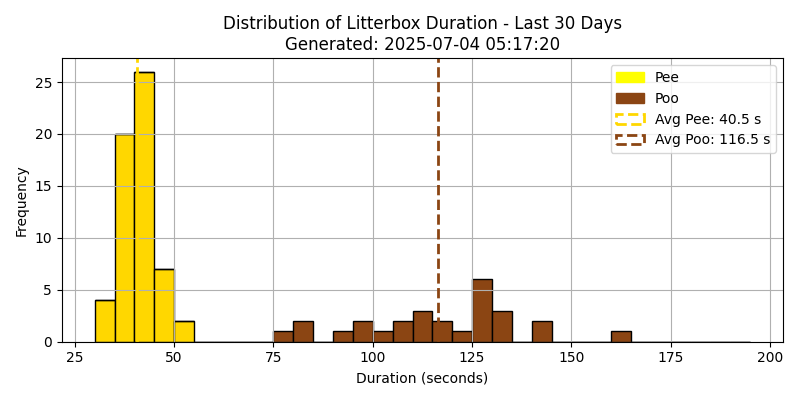 Distribution of Litterbox Duration - Last 30 Days
Generated: 2025-07-04 05:17:20
Pee
Poo
Avg Pee: 40.5 s
Avg Poo: 116.5 s
Frequency
25
20
15
10
5
0
25 50 75 100 125 150 175 200
Duration (seconds)